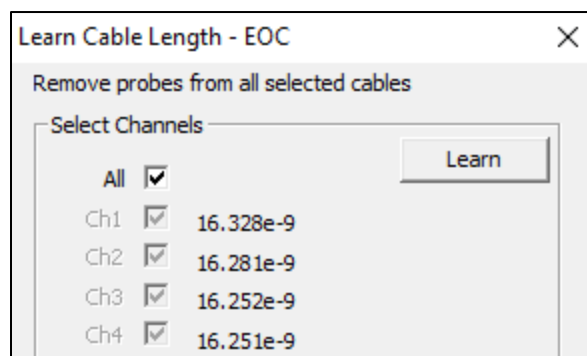 Learn Cable Length - EOC
Remove probes from all selected cables
Select Channels
Learn
All
Ch1 16.328e-9
Ch2 16.281e-9
Ch3 16.252e-9
Ch4 16.251e-9